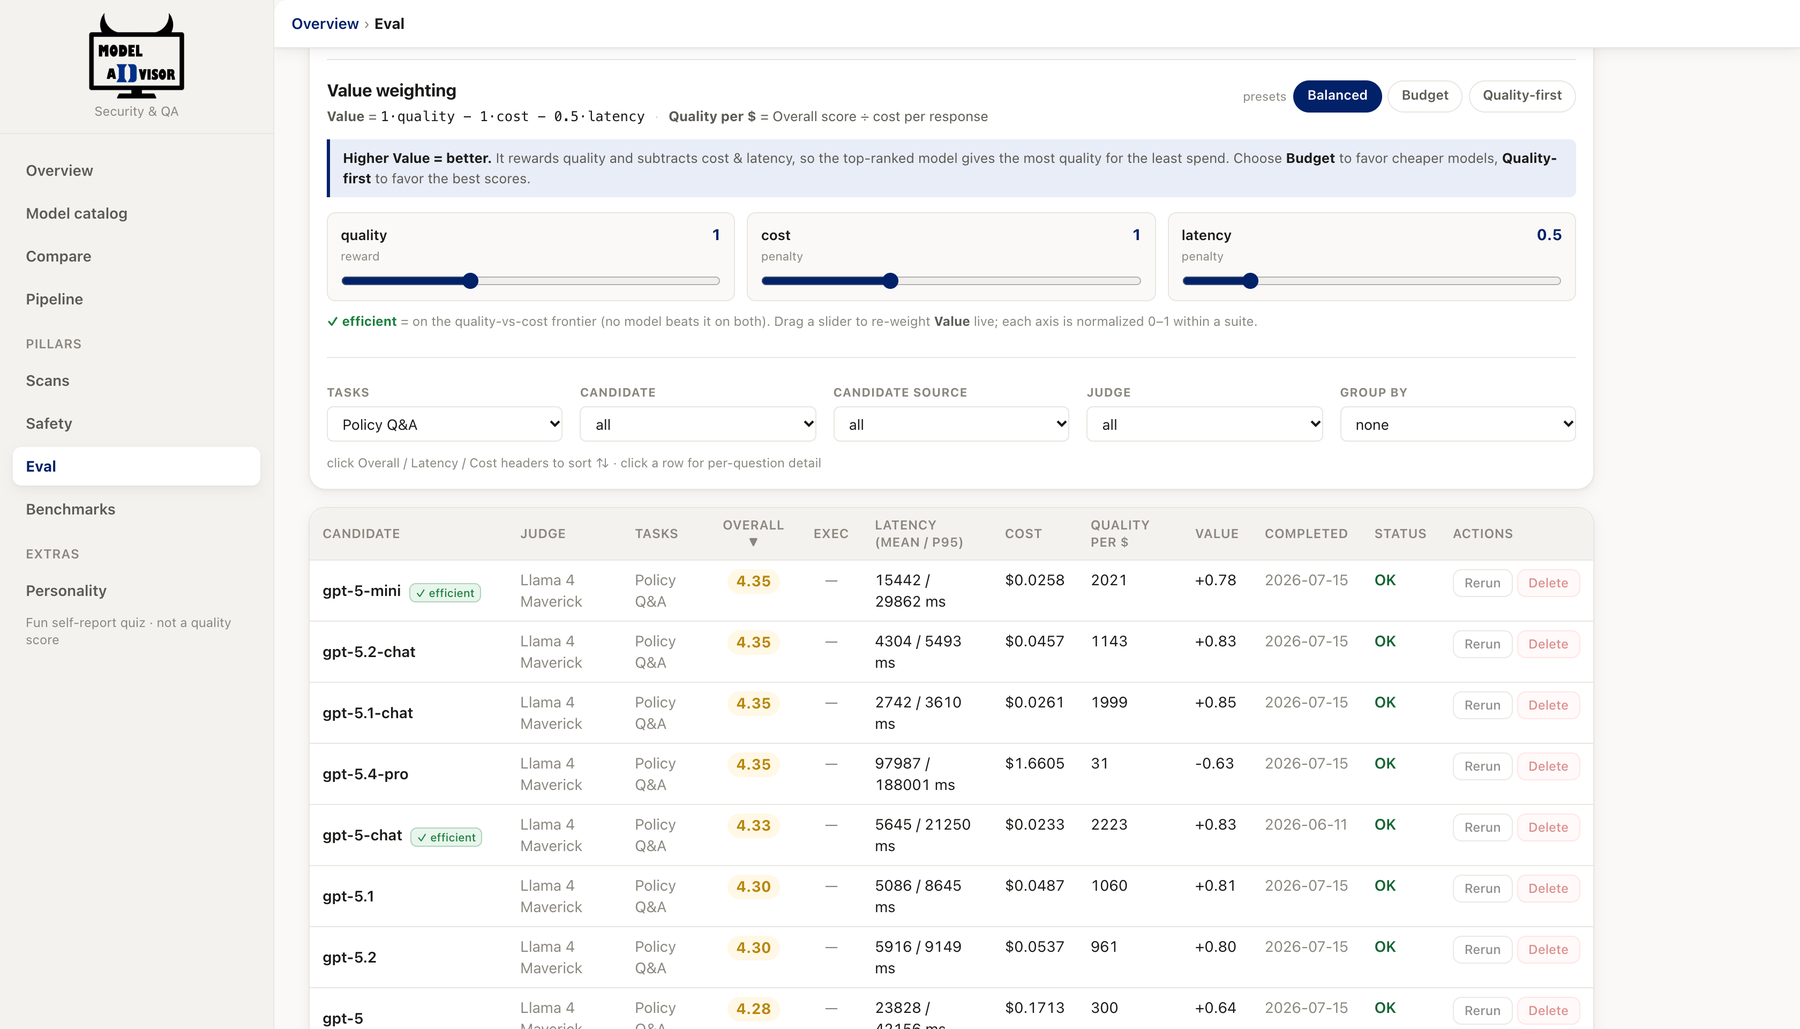 MODEL
ADVISOR
Security & QA
Overview
Model catalog
Compare
Pipeline
PILLARS
Scans
Safety
Eval
Benchmarks
EXTRAS
Personality
Fun self-report quiz · not a quality
score
Overview › Eval
Value weighting
presets Balanced Budget Quality-first
Value = 1·quality − 1·cost − 0.5·latency · Quality per $ = Overall score ÷ cost per response
Higher Value = better. It rewards quality and subtracts cost & latency, so the top-ranked model gives the most quality for the least spend. Choose Budget to favor cheaper models, Quality-
first to favor the best scores.
quality 1
reward
cost 1
penalty
latency 0.5
penalty
✓ efficient = on the quality-vs-cost frontier (no model beats it on both). Drag a slider to re-weight Value live; each axis is normalized 0–1 within a suite.
TASKS CANDIDATE CANDIDATE SOURCE JUDGE GROUP BY
Policy Q&A all all all none
click Overall / Latency / Cost headers to sort ⇅ · click a row for per-question detail
CANDIDATE JUDGE TASKS OVERALL ▼ EXEC LATENCY (MEAN / P95) COST QUALITY PER $ VALUE COMPLETED STATUS ACTIONS
gpt-5-mini ✓ efficient Llama 4 Maverick Policy Q&A 4.35 — 15442 / 29862 ms $0.0258 2021 +0.78 2026-07-15 OK Rerun Delete
gpt-5.2-chat Llama 4 Maverick Policy Q&A 4.35 — 4304 / 5493 ms $0.0457 1143 +0.83 2026-07-15 OK Rerun Delete
gpt-5.1-chat Llama 4 Maverick Policy Q&A 4.35 — 2742 / 3610 ms $0.0261 1999 +0.85 2026-07-15 OK Rerun Delete
gpt-5.4-pro Llama 4 Maverick Policy Q&A 4.35 — 97987 / 188001 ms $1.6605 31 -0.63 2026-07-15 OK Rerun Delete
gpt-5-chat ✓ efficient Llama 4 Maverick Policy Q&A 4.33 — 5645 / 21250 ms $0.0233 2223 +0.83 2026-06-11 OK Rerun Delete
gpt-5.1 Llama 4 Maverick Policy Q&A 4.30 — 5086 / 8645 ms $0.0487 1060 +0.81 2026-07-15 OK Rerun Delete
gpt-5.2 Llama 4 Maverick Policy Q&A 4.30 — 5916 / 9149 ms $0.0537 961 +0.80 2026-07-15 OK Rerun Delete
gpt-5 Llama 4 Maverick Policy Q&A 4.28 — 23828 / 42156 ms $0.1713 300 +0.64 2026-07-15 OK Rerun Delete